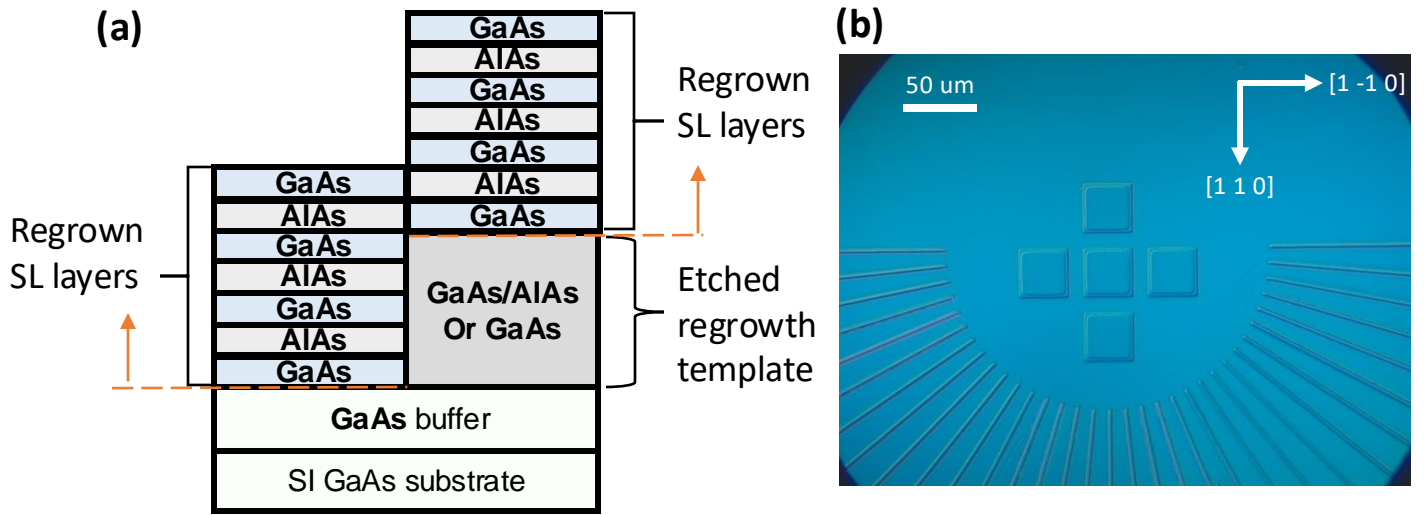 (a)
GaAs
AlAs
GaAs
AlAs
GaAs
AlAs
GaAs
Regrown
SL layers
GaAs
AlAs
GaAs
AlAs
GaAs
AlAs
GaAs
Regrown
SL layers
GaAs/AlAs
Or GaAs
Etched
regrowth
template
GaAs buffer
SI GaAs substrate
(b)
50 um
[1 -1 0]
[1 1 0]